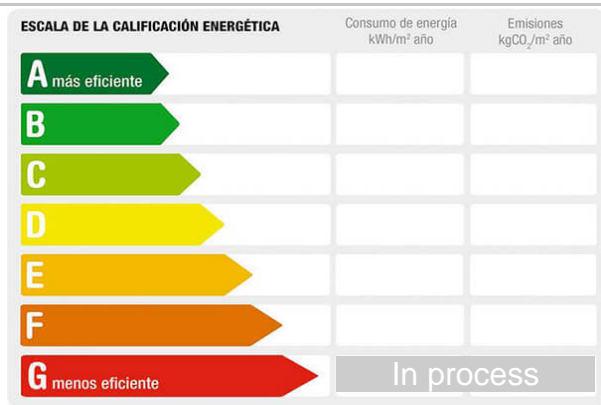 ESCALA DE LA CALIFICACIÓN ENERGÉTICA
Consumo de energía
kWh/m² año
Emisiones
kgCO₂/m² año
A más eficiente
B
C
D
E
F
G menos eficiente
In process